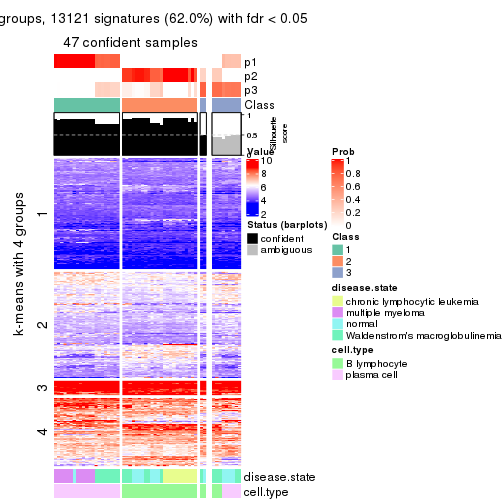 groups, 13121 signatures (62.0%) with fdr < 0.05
47 confident samples
p1
p2
p3
Class
1
0.5
0
Silhouette
score
k-means with 4 groups
1
2
3
4
disease.state
cell.type
Value
10
8
6
4
2
Status (barplots)
confident
ambiguous
Prob
1
0.8
0.6
0.4
0.2
0
Class
1
2
3
disease.state
chronic lymphocytic leukemia
multiple myeloma
normal
Waldenstrom's macroglobulinemia
cell.type
B lymphocyte
plasma cell